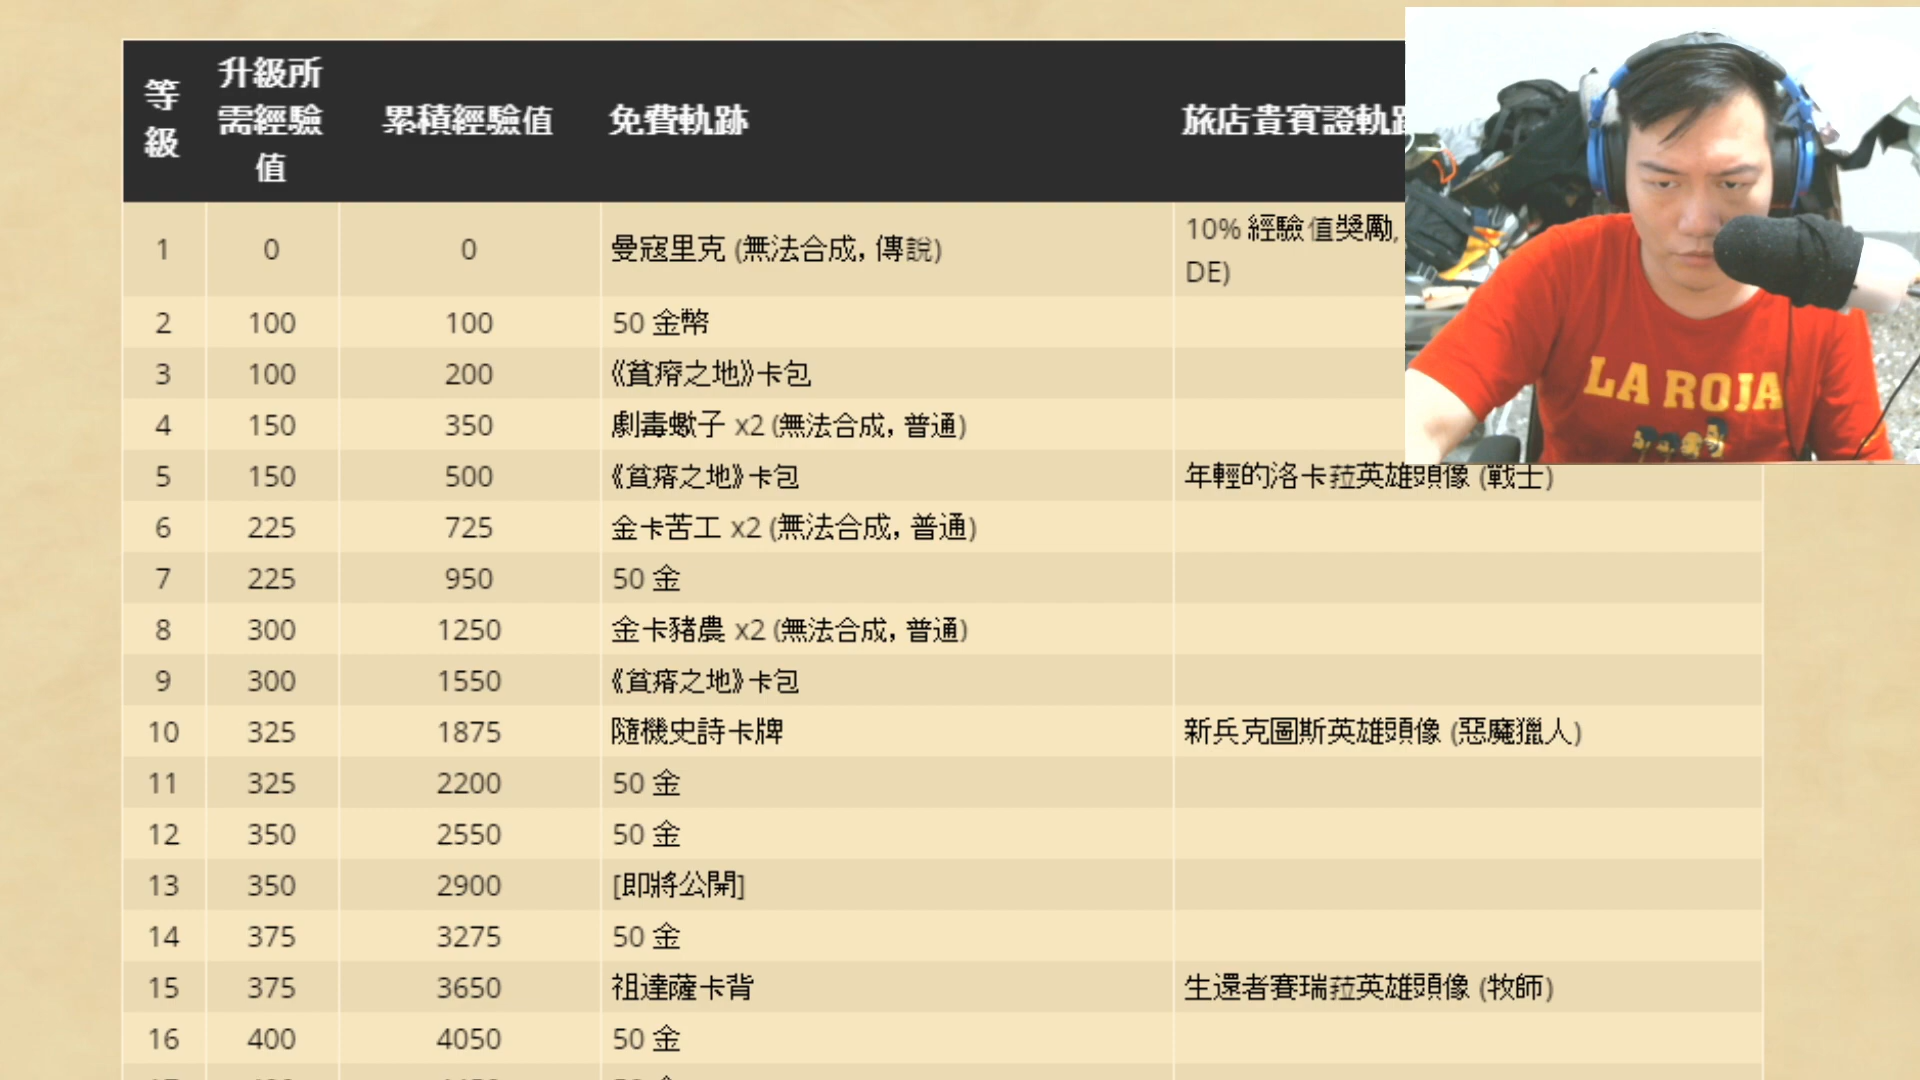 等級 升級所需經驗值 累積經驗值 免費軌跡 旅店貴賓證軌跡
1 0 0 曼寇里克 (無法合成, 傳說) 10% 經驗值獎勵, DE)
2 100 100 50 金幣
3 100 200 《貧瘠之地》卡包
4 150 350 劇毒蠍子 x2 (無法合成, 普通)
5 150 500 《貧瘠之地》卡包 年輕的洛卡菈英雄頭像 (戰士)
6 225 725 金卡苦工 x2 (無法合成, 普通)
7 225 950 50 金
8 300 1250 金卡豬農 x2 (無法合成, 普通)
9 300 1550 《貧瘠之地》卡包
10 325 1875 隨機史詩卡牌 新兵克圖斯英雄頭像 (惡魔獵人)
11 325 2200 50 金
12 350 2550 50 金
13 350 2900 [即將公開]
14 375 3275 50 金
15 375 3650 祖達薩卡背 生還者賽瑞菈英雄頭像 (牧師)
16 400 4050 50 金
LA ROJA